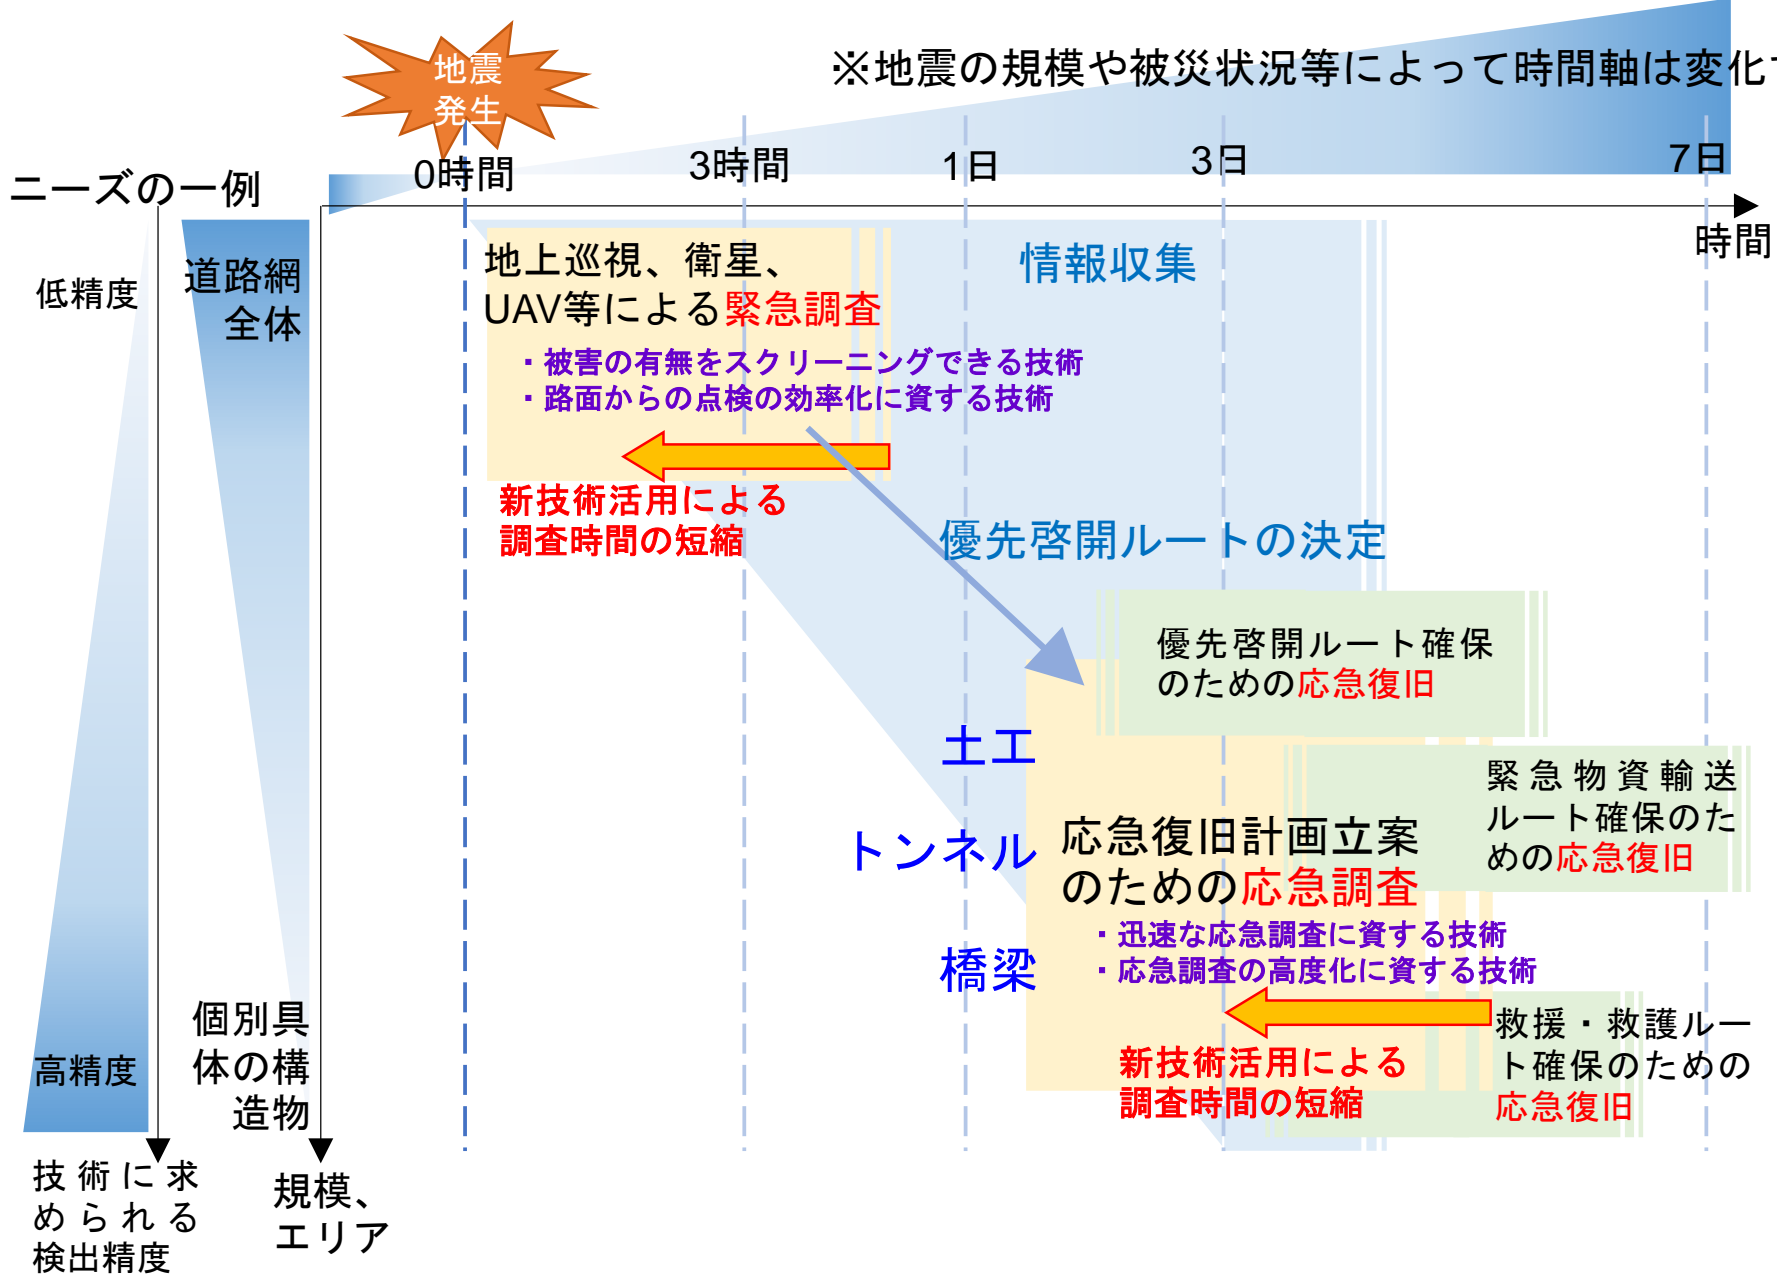 地震
発生
※地震の規模や被災状況等によって時間軸は変化
0時間
3時間
1日
3日
7日
時間
ニーズの一例
低精度
高精度
技術に求
められる
検出精度
道路網
全体
個別具
体の構
造物
規模、
エリア
地上巡視、衛星、
UAV等による緊急調査
・被害の有無をスクリーニングできる技術
・路面からの点検の効率化に資する技術
新技術活用による
調査時間の短縮
情報収集
優先啓開ルートの決定
優先啓開ルート確保
のための応急復旧
土工
トンネル
橋梁
緊急物資輸送
ルート確保のた
めの応急復旧
応急復旧計画立案
のための応急調査
・迅速な応急調査に資する技術
・応急調査の高度化に資する技術
新技術活用による
調査時間の短縮
救援・救護ルー
ト確保のための
応急復旧